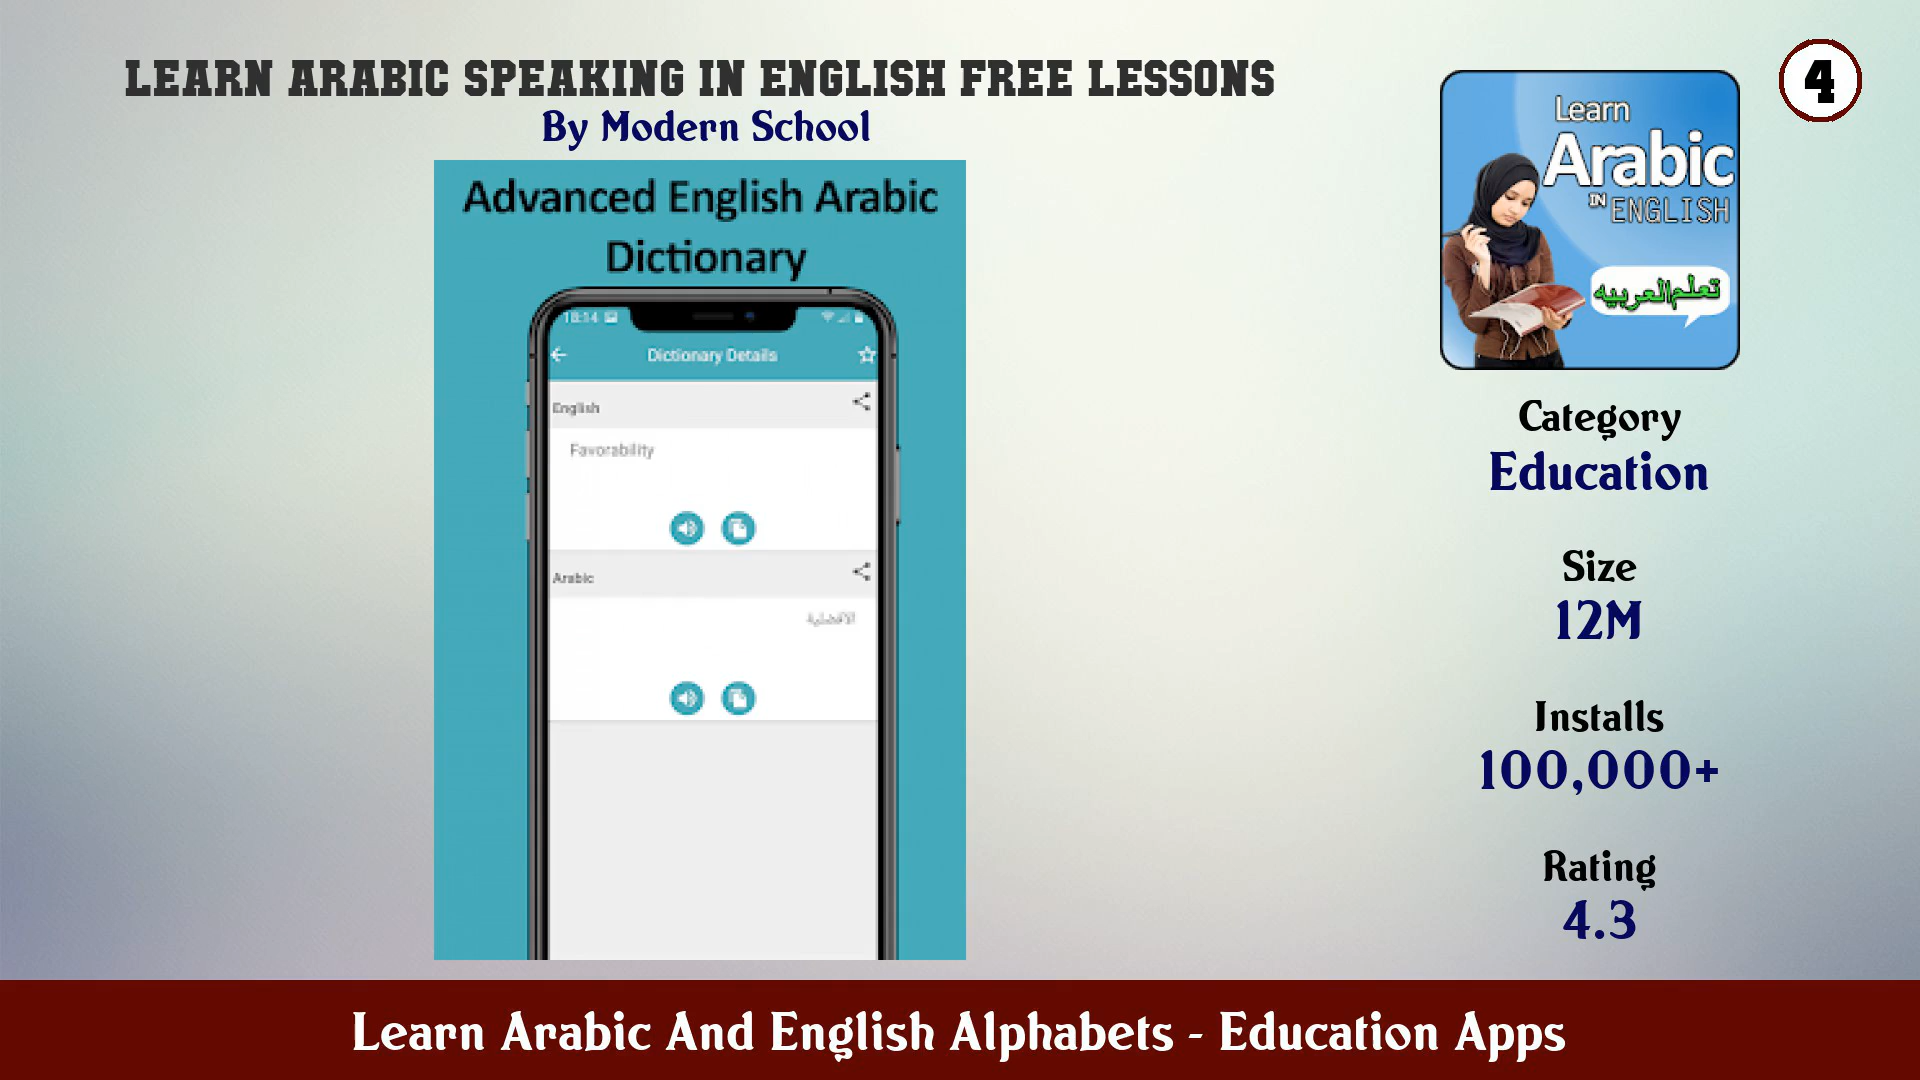 LEARN ARABIC SPEAKING IN ENGLISH FREE LESSONS
By Modern School
4
Advanced English Arabic
Dictionary
18:14
Dictionary Details
English
Favorability
Arabic
Learn
Arabic
IN ENGLISH
تعلم العربيه
Category
Education
Size
12M
Installs
100,000+
Rating
4.3
Learn Arabic And English Alphabets - Education Apps